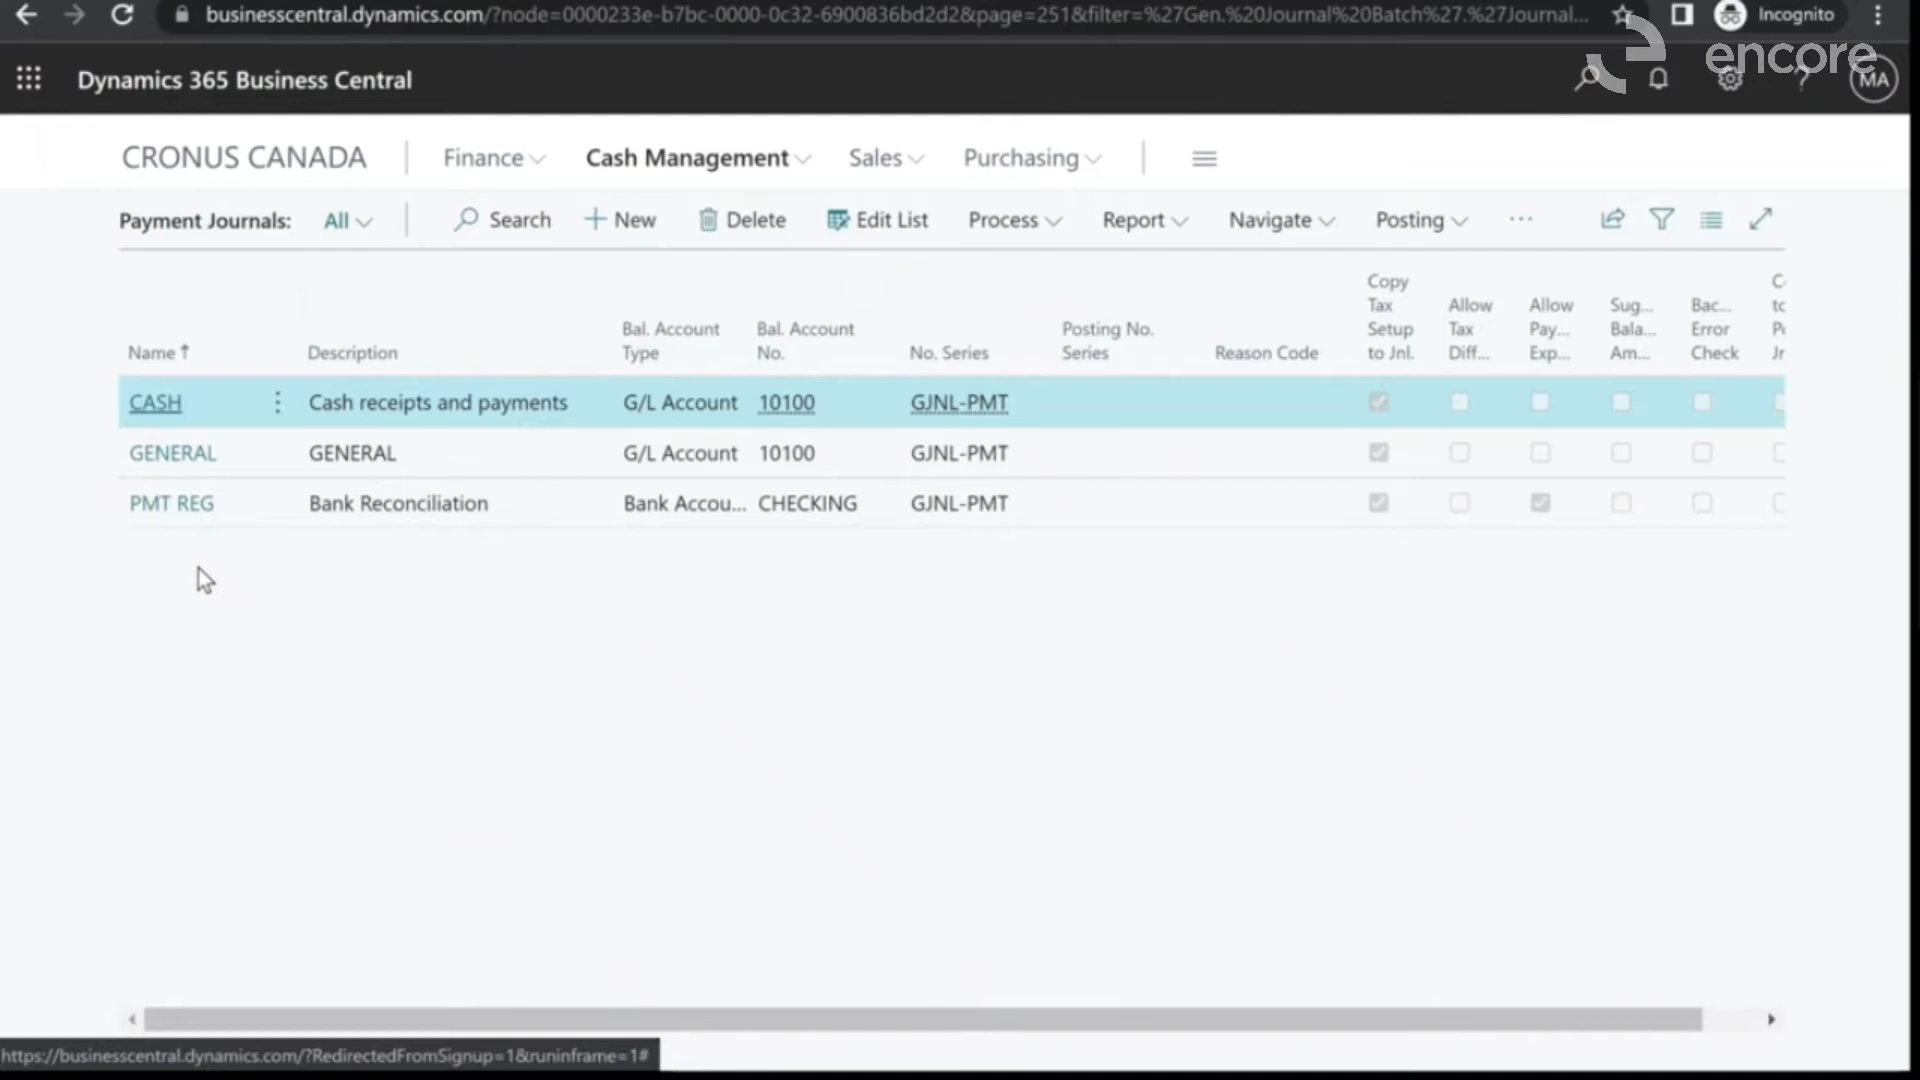 businesscentral.dynamics.com/?node=0000233e-b7bc-0000-0c32-6900836bd2d2&page=251&filter=%27Gen.%20Journal%20Batch%27.%27Journal... Incognito
encore
Dynamics 365 Business Central ? MA
CRONUS CANADA Finance Cash Management Sales Purchasing
Payment Journals: All Search New Delete Edit List Process Report Navigate Posting ...
Name Description Bal. Account Type Bal. Account No. No. Series Posting No. Series Reason Code Copy Tax Setup to Jnl. Allow Tax Diff... Allow Pay... Exp... Sug... Bala... Am... Bac... Error Check
CASH Cash receipts and payments G/L Account 10100 GJNL-PMT
GENERAL GENERAL G/L Account 10100 GJNL-PMT
PMT REG Bank Reconciliation Bank Accou... CHECKING GJNL-PMT
https://businesscentral.dynamics.com/?RedirectedFromSignup=1&runinframe=1#